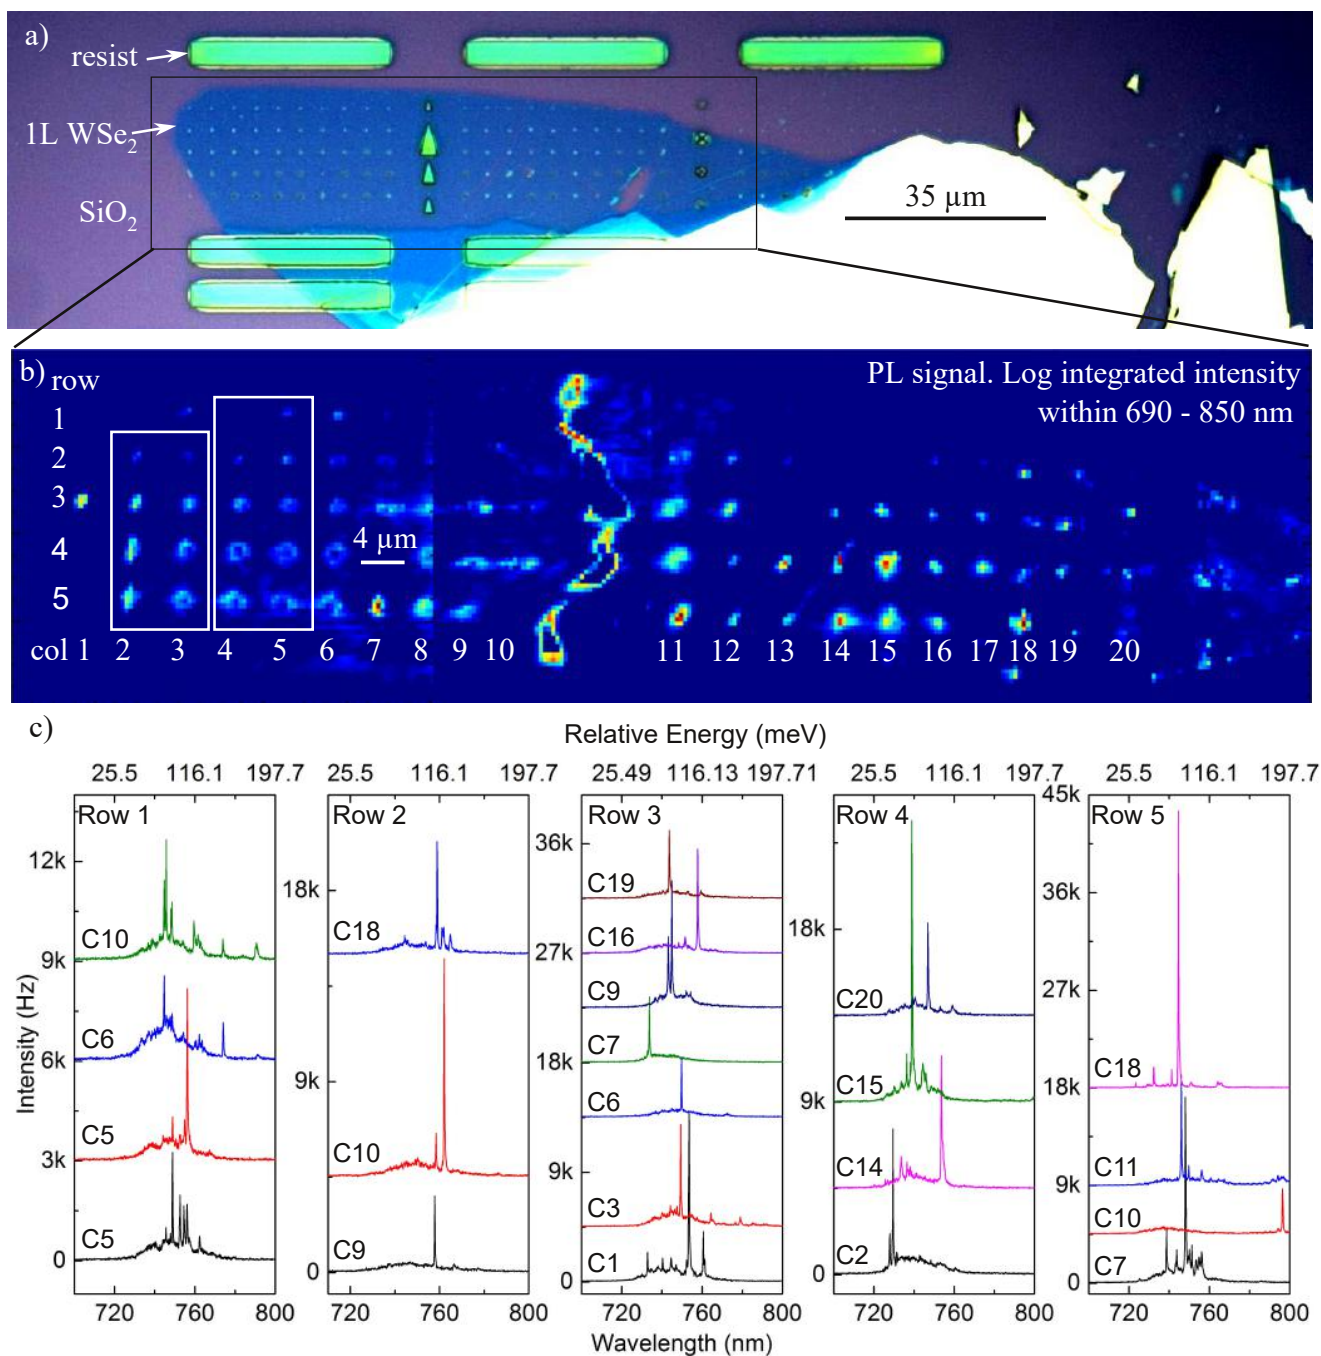 a)
resist
1L WSe2
SiO2
35 µm
b)
row
PL signal. Log integrated intensity
within 690 - 850 nm
1
2
3
4
5
4 µm
col 1 2 3 4 5 6 7 8 9 10 11 12 13 14 15 16 17 18 19 20
c)
Relative Energy (meV)
25.5 116.1 197.7
25.5 116.1 197.7
25.49 116.13 197.71
25.5 116.1 197.7
25.5 116.1 197.7
Intensity (Hz)
Row 1
12k
9k
6k
3k
0
C10
C6
C5
C5
720 760 800
Row 2
18k
9k
0
C18
C10
C9
720 760 800
Row 3
36k
27k
18k
9k
0
C19
C16
C9
C7
C6
C3
C1
720 760 800
Row 4
18k
9k
0
C20
C15
C14
C2
720 760 800
Row 5
45k
36k
27k
18k
9k
0
C18
C11
C10
C7
720 760 800
Wavelength (nm)